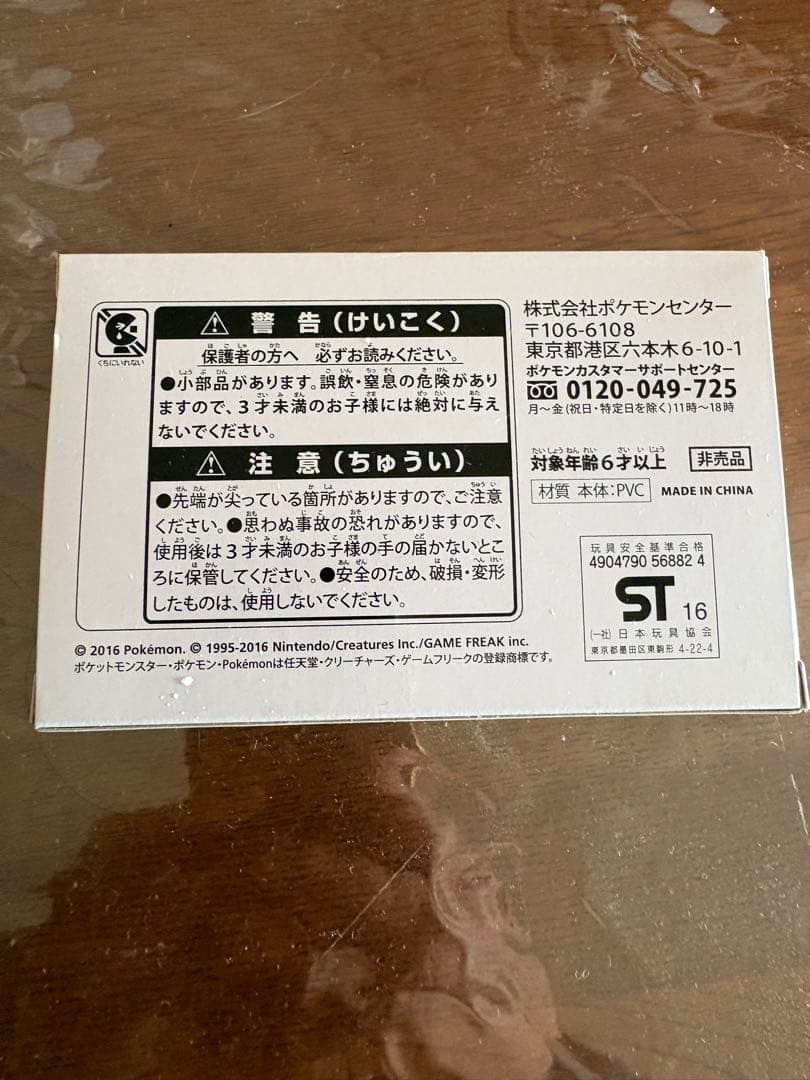 くちにいれない
警告(けいこく)
保護者の方へ 必ずお読みください。
●小部品があります。誤飲・窒息の危険があり
ますので、3才未満のお子様には絶対に与え
ないでください。
注意(ちゅうい)
●先端が尖っている箇所がありますので、ご注意
ください。●思わぬ事故の恐れがありますので、
使用後は3才未満のお子様の手の届かないとこ
ろに保管してください。●安全のため、破損・変形
したものは、使用しないでください。
© 2016 Pokémon. © 1995-2016 Nintendo/Creatures Inc./GAME FREAK inc.
ポケットモンスター・ポケモン・Pokémonは任天堂・クリーチャーズ・ゲームフリークの登録商標です。
株式会社ポケモンセンター
〒106-6108
東京都港区六本木6-10-1
ポケモンカスタマーサポートセンター
0120-049-725
月~金(祝日・特定日を除く)11時~18時
対象年齢6才以上 非売品
材質 本体:PVC MADE IN CHINA
玩具安全基準合格
4904790 56882 4
ST 16
(一社)日本玩具協会
東京都墨田区東駒形 4-22-4